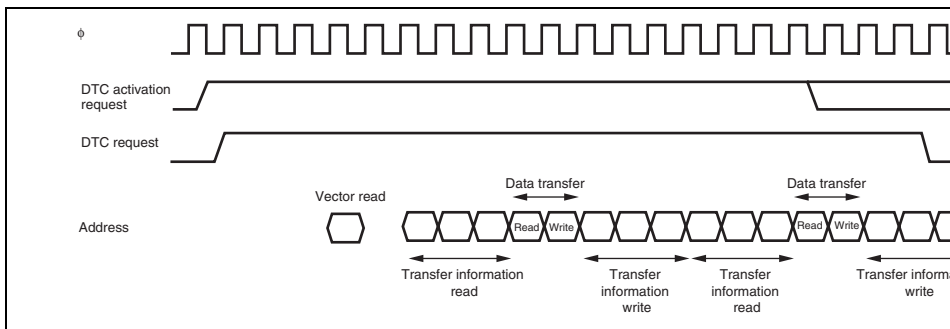 φ
DTC activation
request
DTC request
Data transfer
Data transfer
Vector read
Address
Read
Write
Read
Write
Transfer information
read
Transfer
information
write
Transfer
information
read
Transfer
write